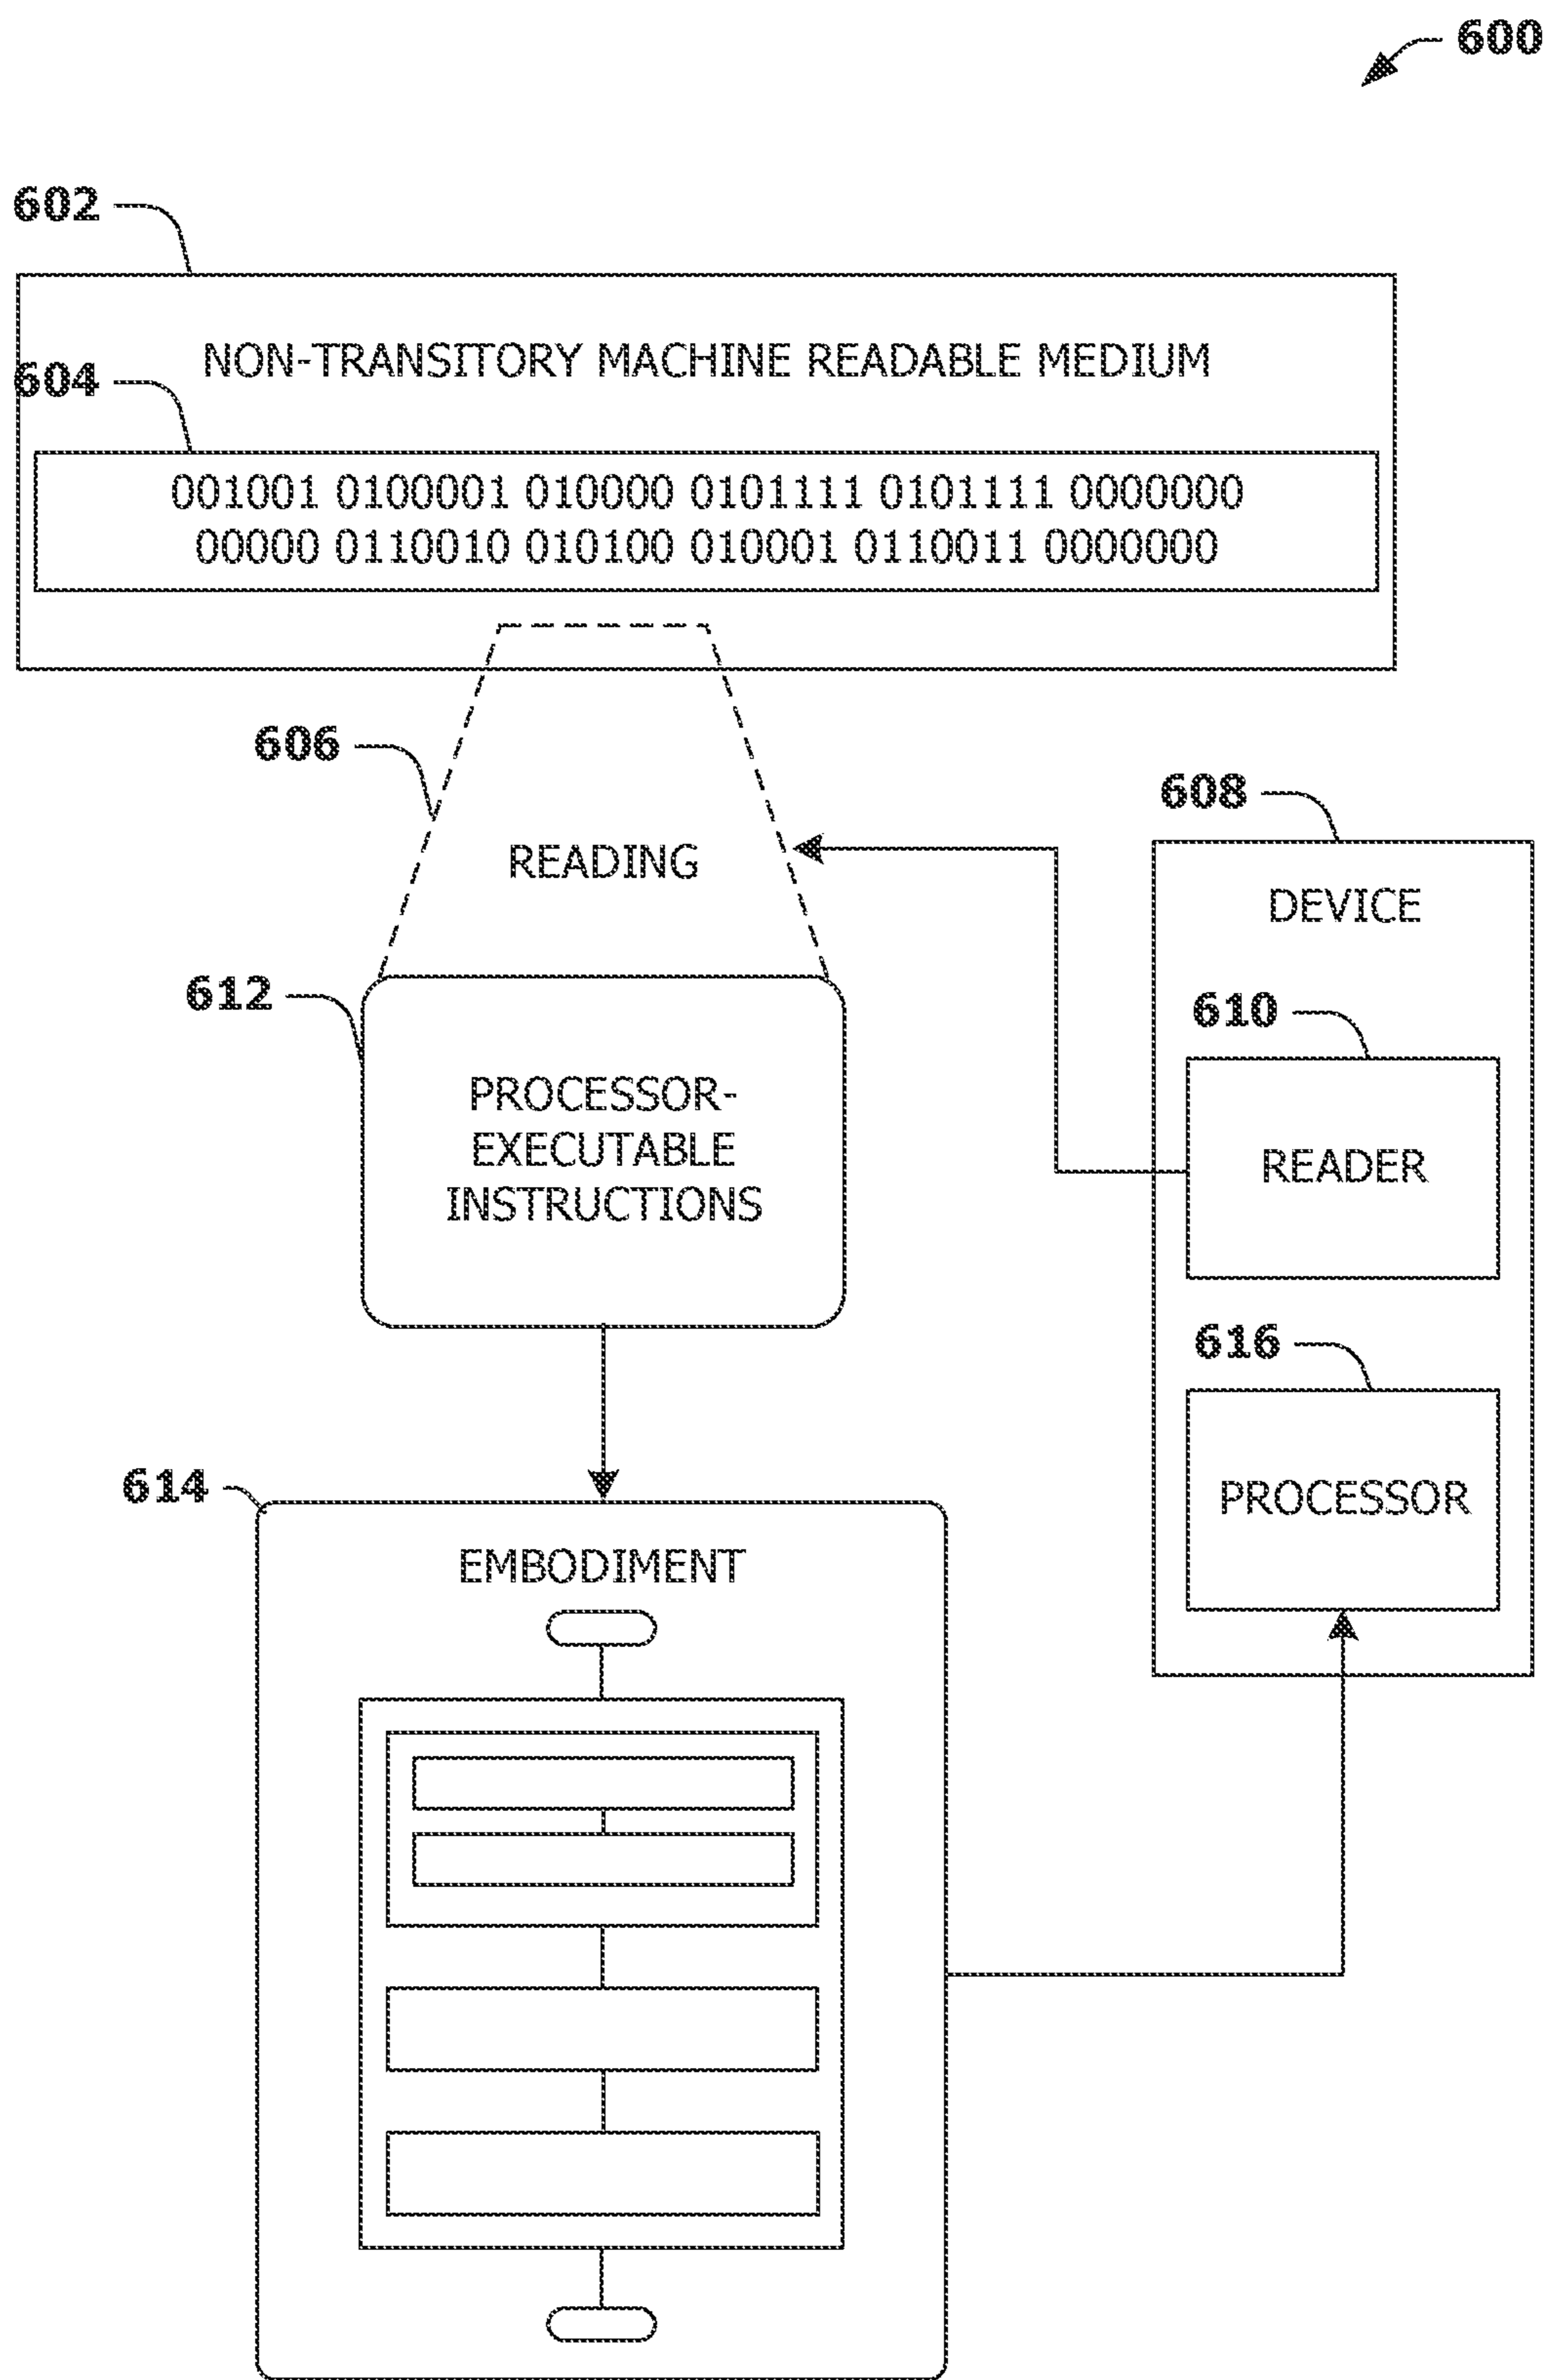 600
602
NON-TRANSITORY MACHINE READABLE MEDIUM
604
001001 0100001 010000 0101111 0101111 0000000
00000 0110010 010100 010001 0110011 0000000
606
READING
608
DEVICE
610
READER
612
PROCESSOR-
EXECUTABLE
INSTRUCTIONS
616
PROCESSOR
614
EMBODIMENT